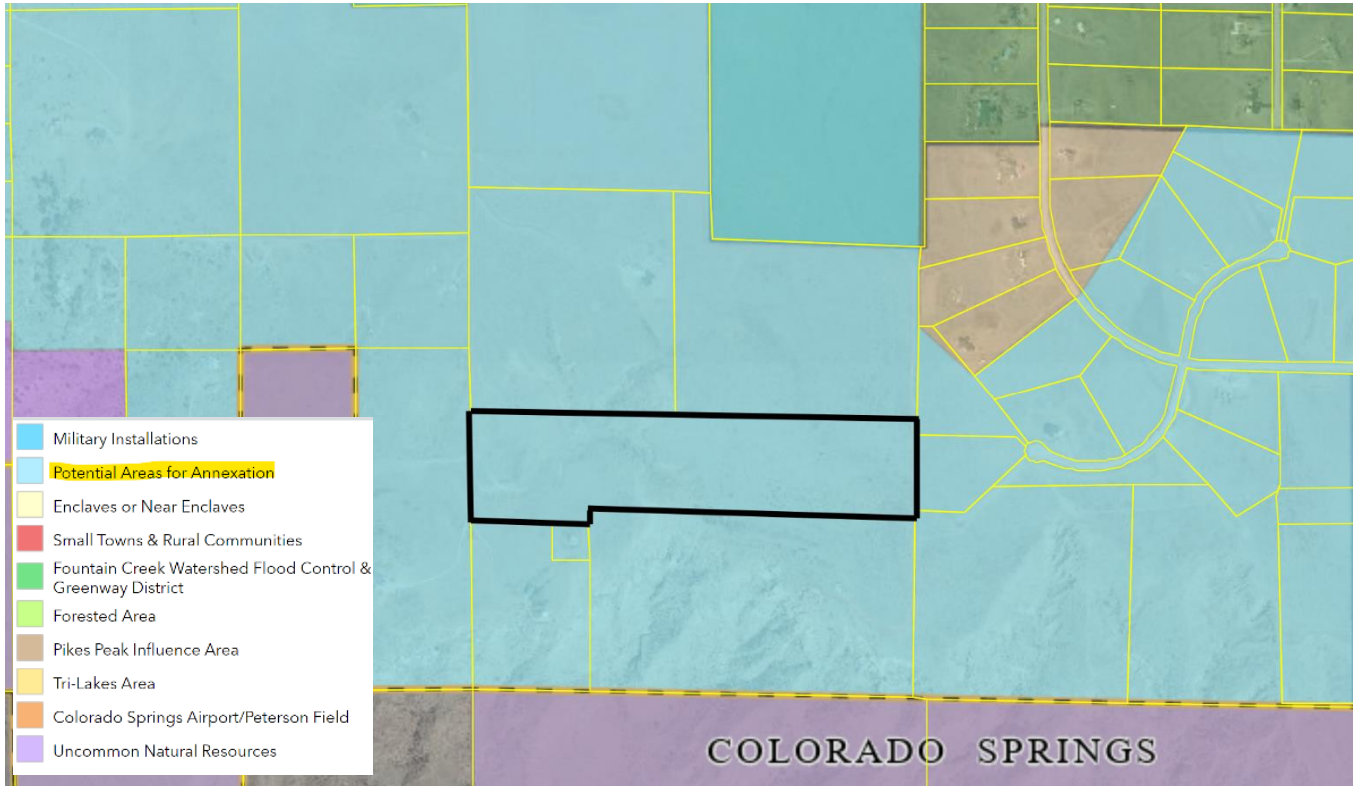 Military Installations
Potential Areas for Annexation
Enclaves or Near Enclaves
Small Towns & Rural Communities
Fountain Creek Watershed Flood Control &
Greenway District
Forested Area
Pikes Peak Influence Area
Tri-Lakes Area
Colorado Springs Airport/Peterson Field
Uncommon Natural Resources
COLORADO SPRINGS